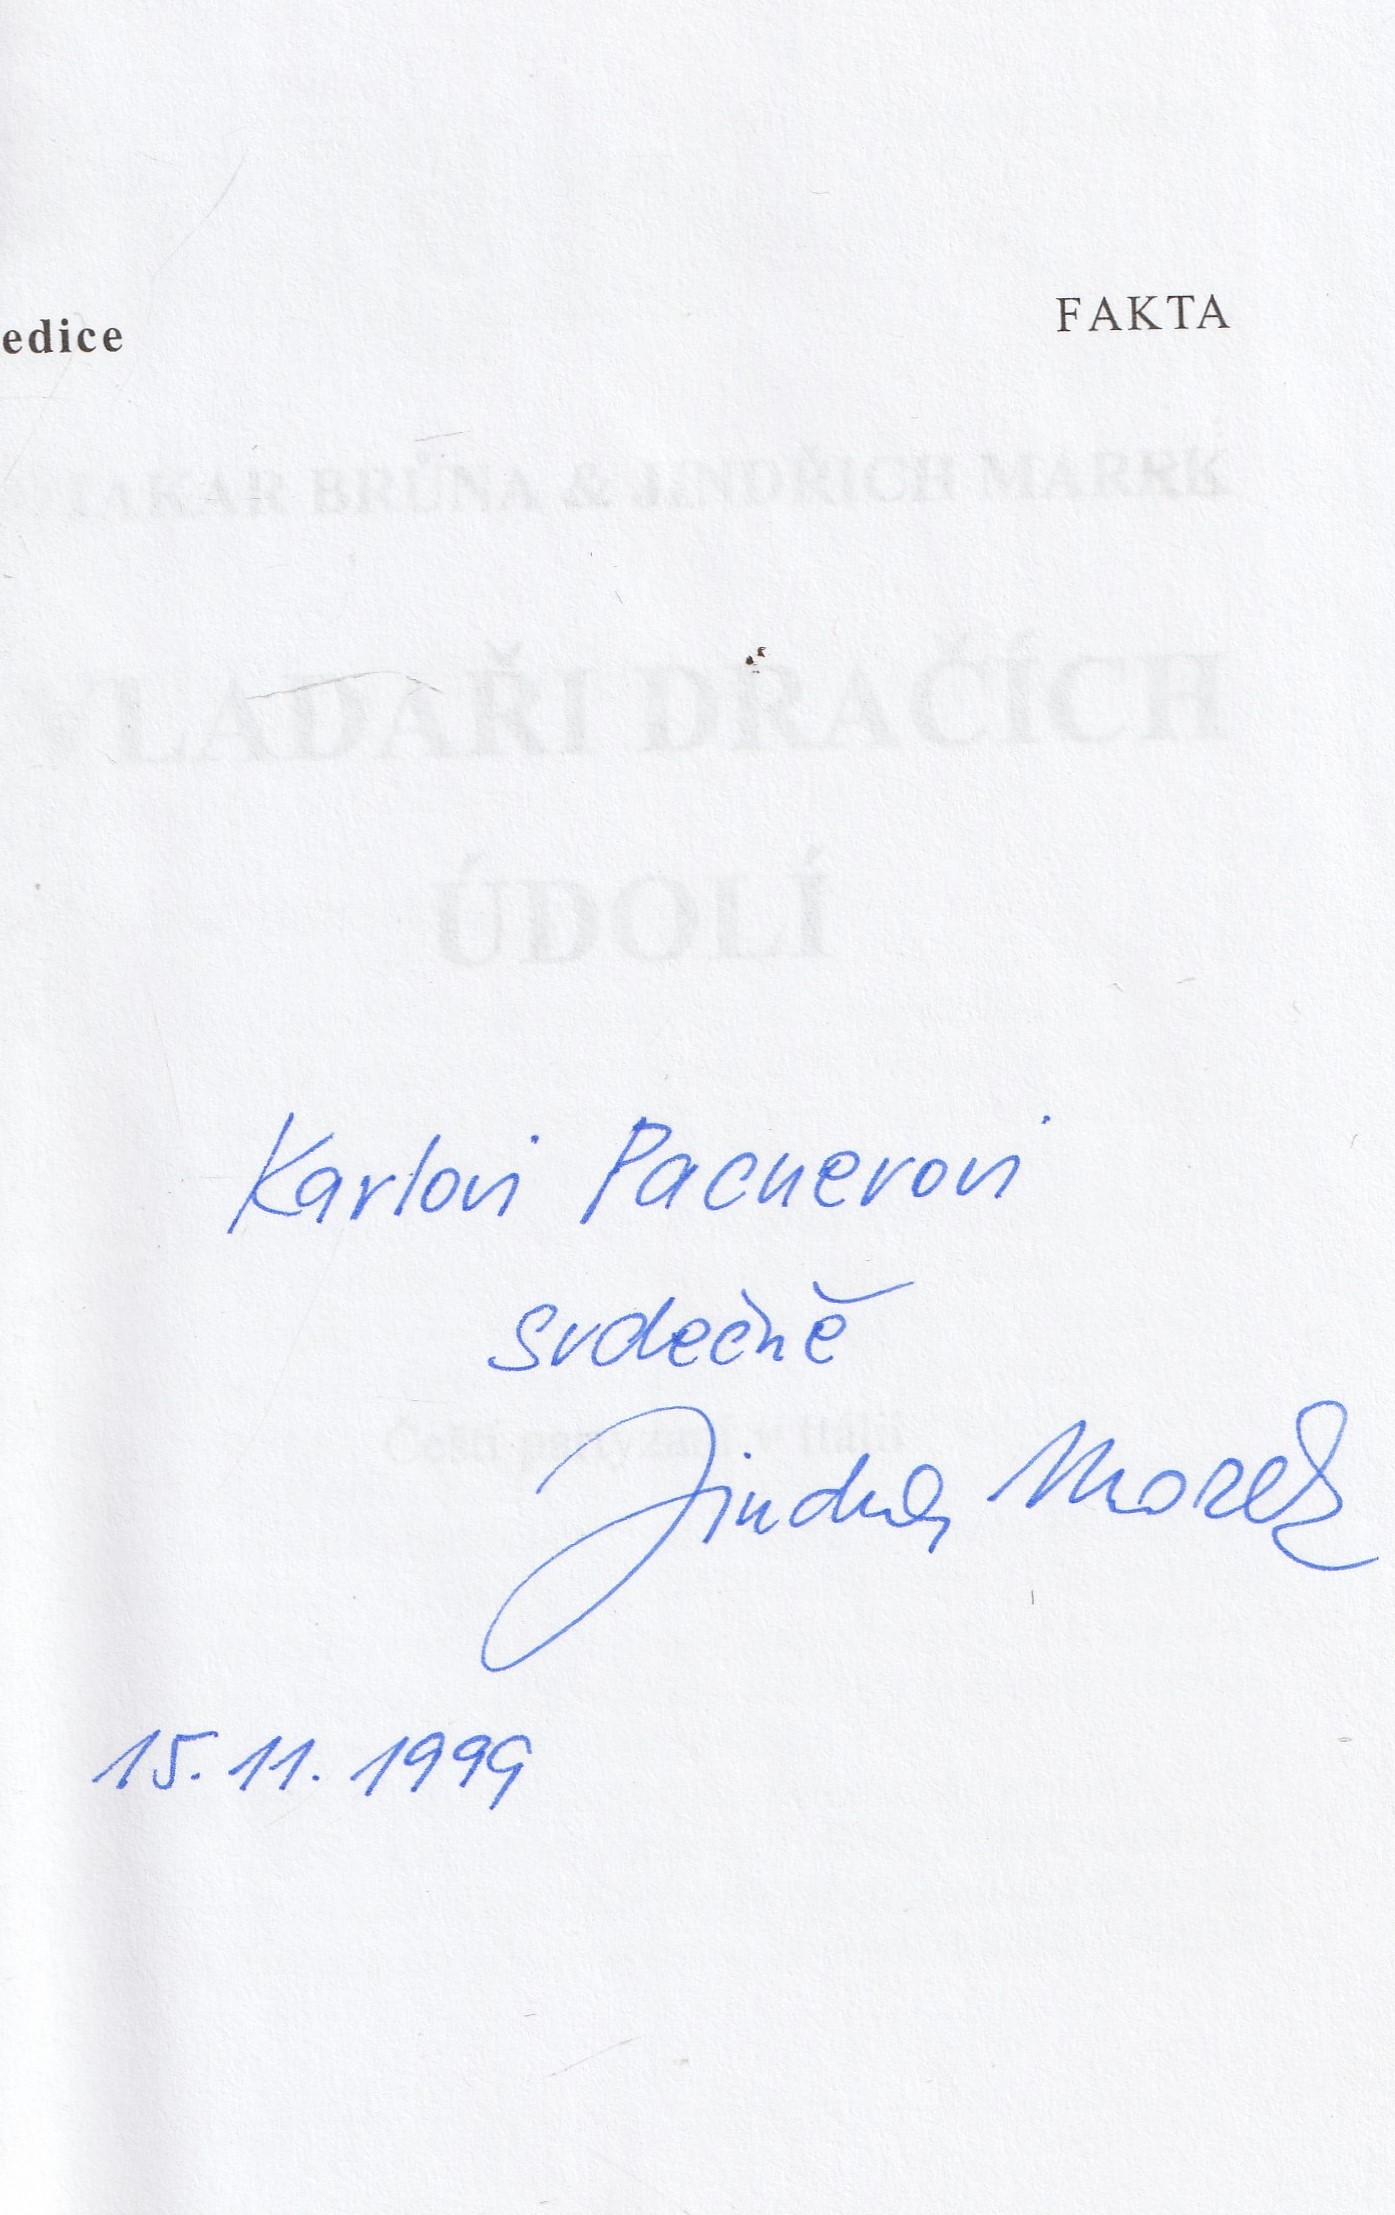 edice FAKTA
TAKAR BRŮNA & JINDŘICH MAREK
VLADAŘI DRAČÍCH
ÚDOLÍ
Karlovi Pacnerovi
srdečně
Čeští partyzáni v Itálii
Jindra Marek
15. 11. 1999